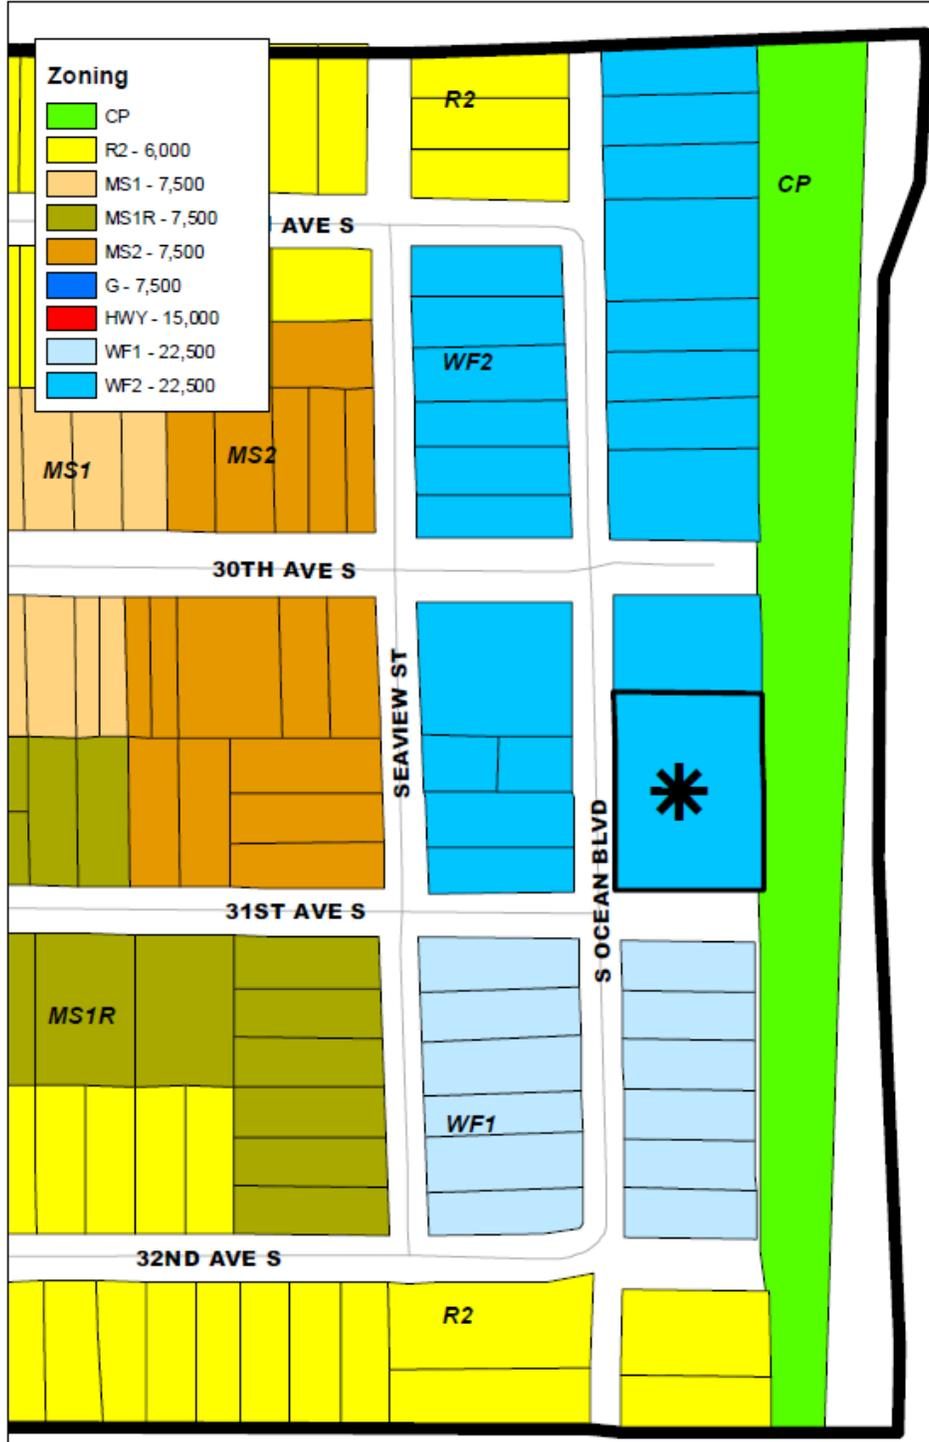 Zoning
CP
R2 - 6,000
MS1 - 7,500
MS1R - 7,500
MS2 - 7,500
G - 7,500
HWY - 15,000
WF1 - 22,500
WF2 - 22,500
R2
CP
AVE S
WF2
MS2
MS1
30TH AVE S
SEAVIEW ST
S OCEAN BLVD
31ST AVE S
MS1R
WF1
32ND AVE S
R2